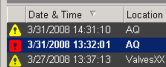 Date & Time Location
3/31/2008 14:31:10 AQ
3/31/2008 13:32:01 AQ
3/27/2008 13:37:13 ValvesXX